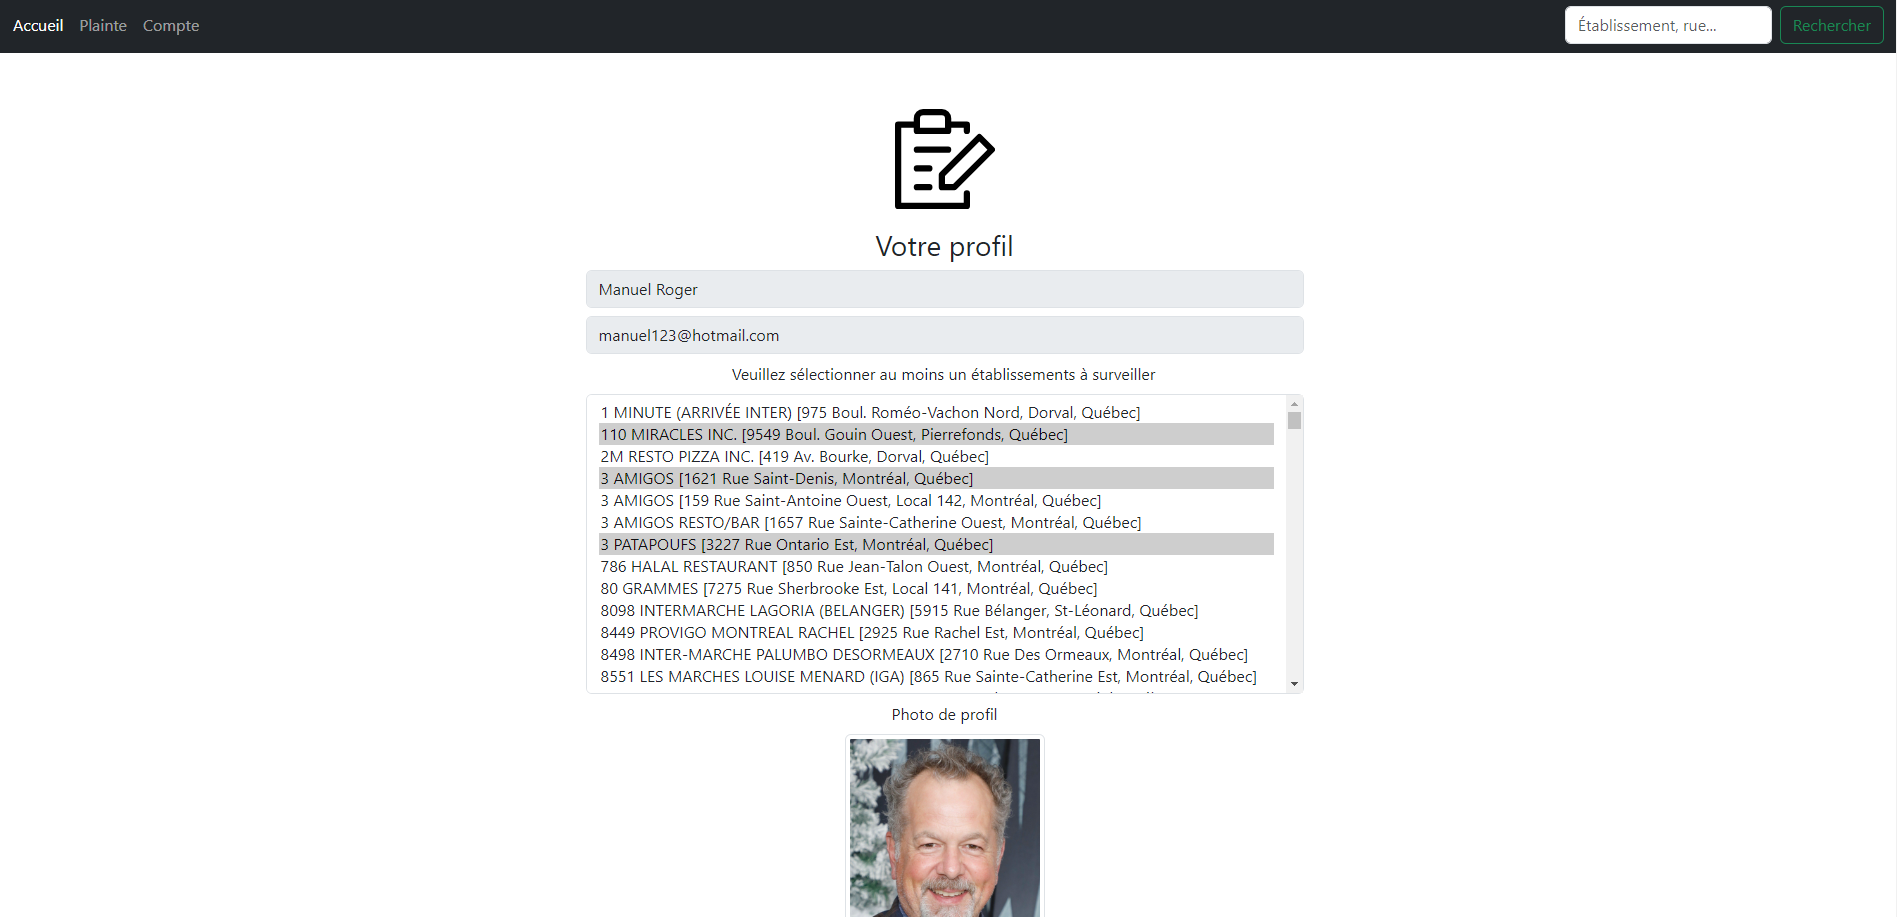 Accueil Plainte Compte Établissement, rue... Rechercher
Votre profil
Manuel Roger
manuel123@hotmail.com
Veuillez sélectionner au moins un établissements à surveiller
1 MINUTE (ARRIVÉE INTER) [975 Boul. Roméo-Vachon Nord, Dorval, Québec]
110 MIRACLES INC. [9549 Boul. Gouin Ouest, Pierrefonds, Québec]
2M RESTO PIZZA INC. [419 Av. Bourke, Dorval, Québec]
3 AMIGOS [1621 Rue Saint-Denis, Montréal, Québec]
3 AMIGOS [159 Rue Saint-Antoine Ouest, Local 142, Montréal, Québec]
3 AMIGOS RESTO/BAR [1657 Rue Sainte-Catherine Ouest, Montréal, Québec]
3 PATAPOUFS [3227 Rue Ontario Est, Montréal, Québec]
786 HALAL RESTAURANT [850 Rue Jean-Talon Ouest, Montréal, Québec]
80 GRAMMES [7275 Rue Sherbrooke Est, Local 141, Montréal, Québec]
8098 INTERMARCHE LAGORIA (BELANGER) [5915 Rue Bélanger, St-Léonard, Québec]
8449 PROVIGO MONTREAL RACHEL [2925 Rue Rachel Est, Montréal, Québec]
8498 INTER-MARCHE PALUMBO DESORMEAUX [2710 Rue Des Ormeaux, Montréal, Québec]
8551 LES MARCHES LOUISE MENARD (IGA) [865 Rue Sainte-Catherine Est, Montréal, Québec]
Photo de profil